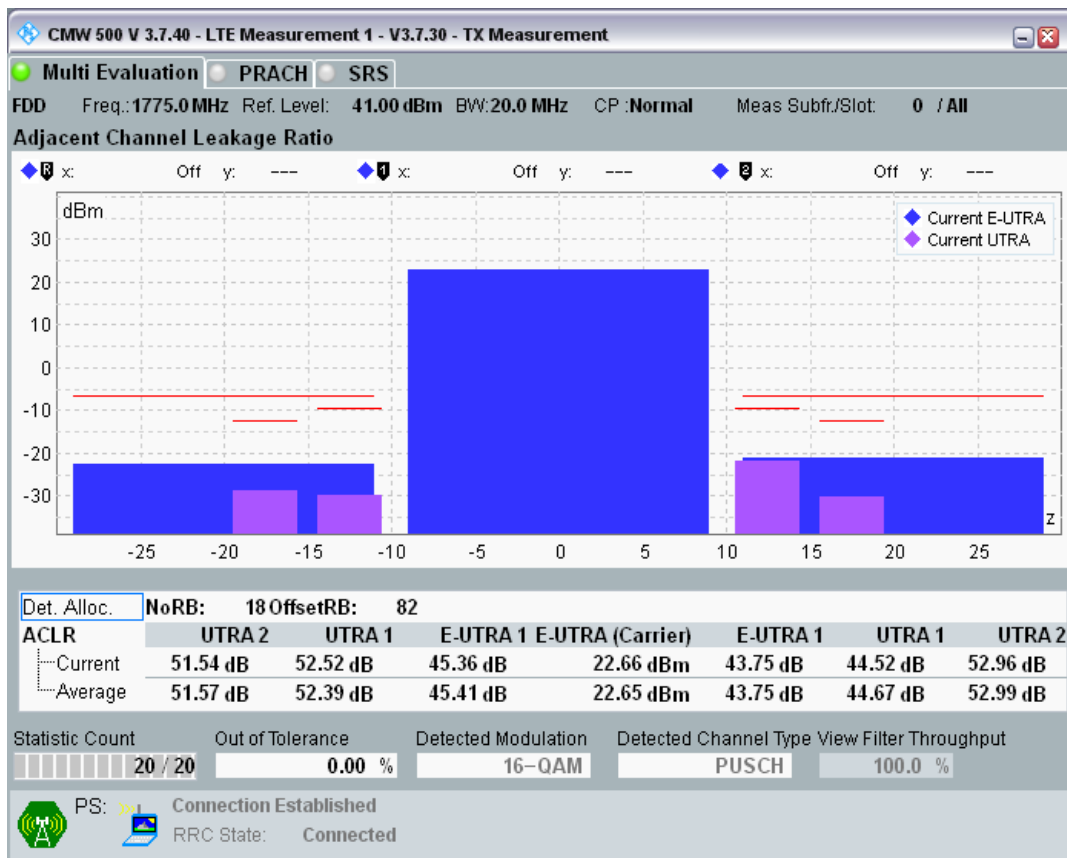 CMW 500 V 3.7.40 - LTE Measurement 1 - V3.7.30 - TX Measurement
Multi Evaluation PRACH SRS
FDD Freq.: 1775.0 MHz Ref. Level: 41.00 dBm BW: 20.0 MHz CP : Normal Meas Subfr./Slot: 0 / All
Adjacent Channel Leakage Ratio
R x: Off y: --- 1 x: Off y: --- 2 x: Off y: ---
dBm
Current E-UTRA
Current UTRA
30
20
10
0
-10
-20
-30
z
-25 -20 -15 -10 -5 0 5 10 15 20 25
Det. Alloc. NoRB: 18 OffsetRB: 82
ACLR UTRA 2 UTRA 1 E-UTRA 1 E-UTRA (Carrier) E-UTRA 1 UTRA 1 UTRA 2
Current 51.54 dB 52.52 dB 45.36 dB 22.66 dBm 43.75 dB 44.52 dB 52.96 dB
Average 51.57 dB 52.39 dB 45.41 dB 22.65 dBm 43.75 dB 44.67 dB 52.99 dB
Statistic Count Out of Tolerance Detected Modulation Detected Channel Type View Filter Throughput
20 / 20 0.00 % 16-QAM PUSCH 100.0 %
PS: Connection Established
RRC State: Connected